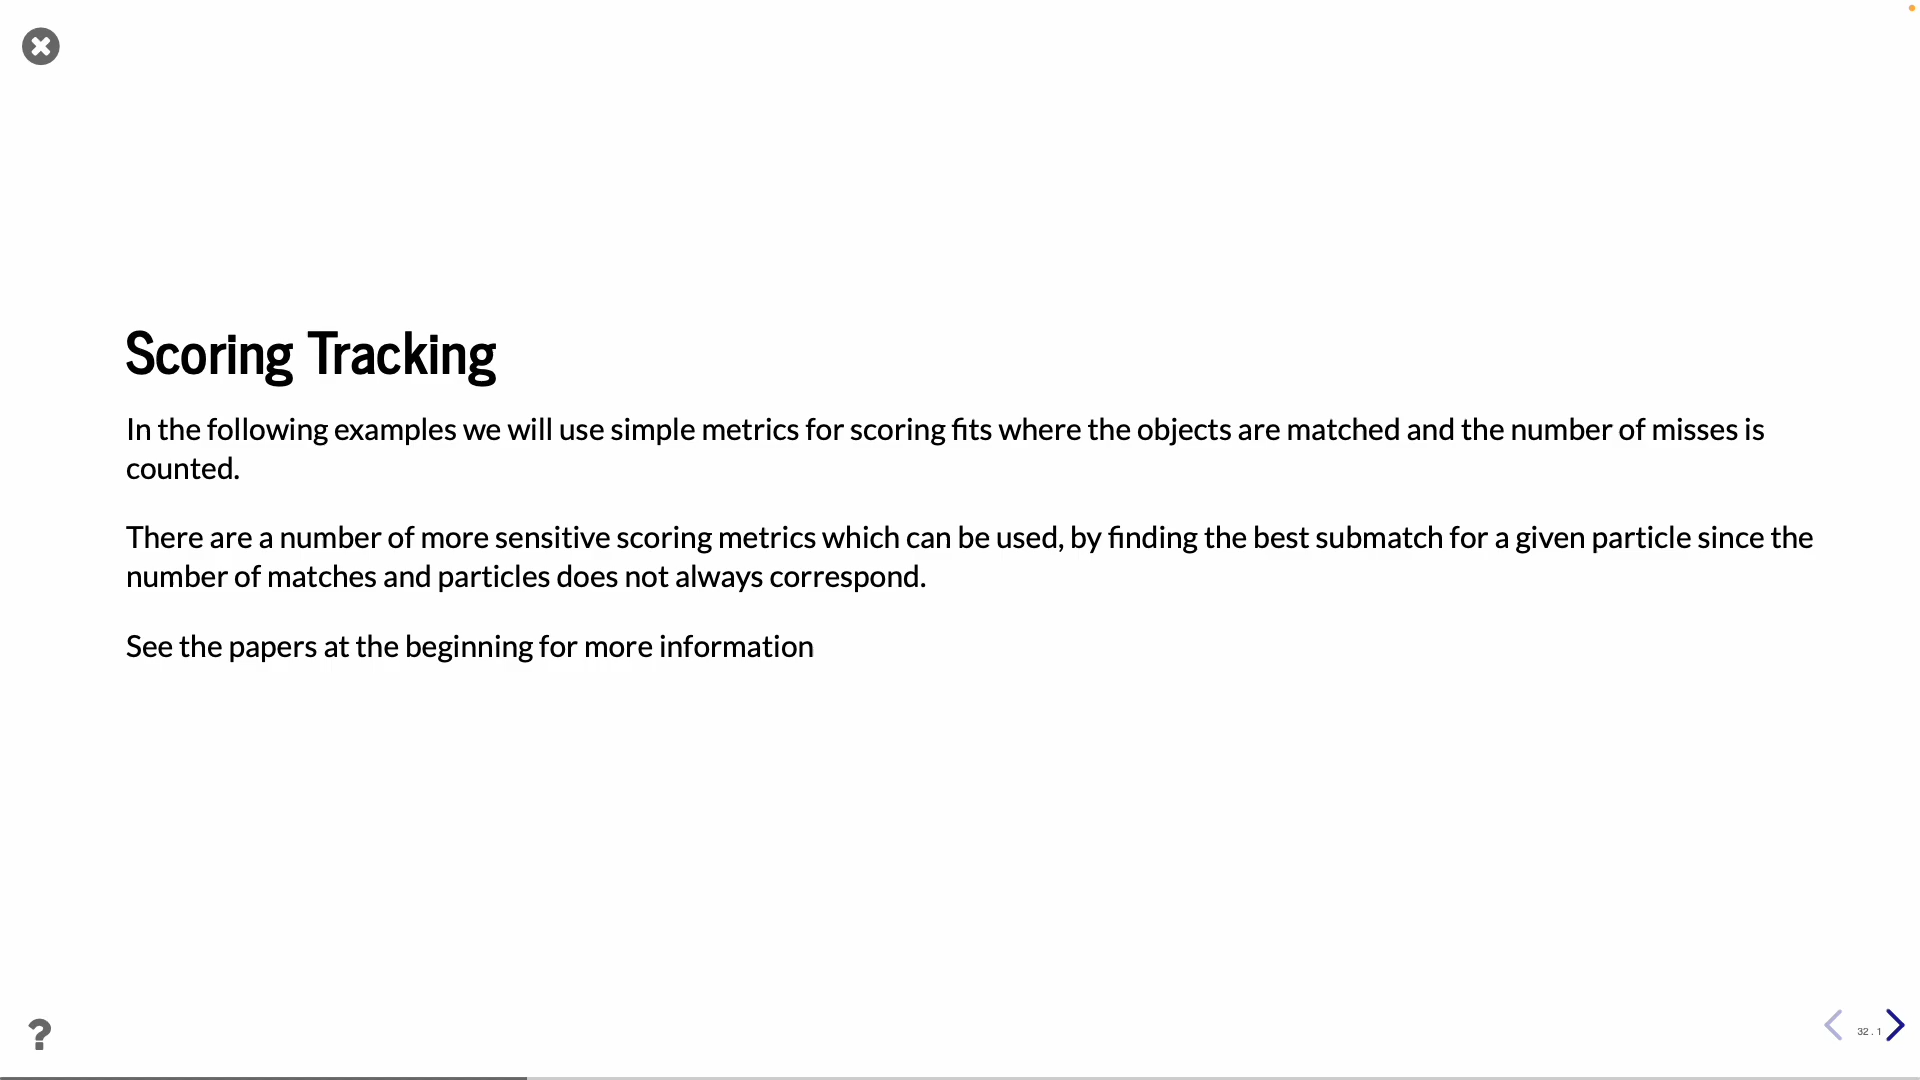 Scoring Tracking
In the following examples we will use simple metrics for scoring fits where the objects are matched and the number of misses is
counted.
There are a number of more sensitive scoring metrics which can be used, by finding the best submatch for a given particle since the
number of matches and particles does not always correspond.
See the papers at the beginning for more information
?
32 . 1